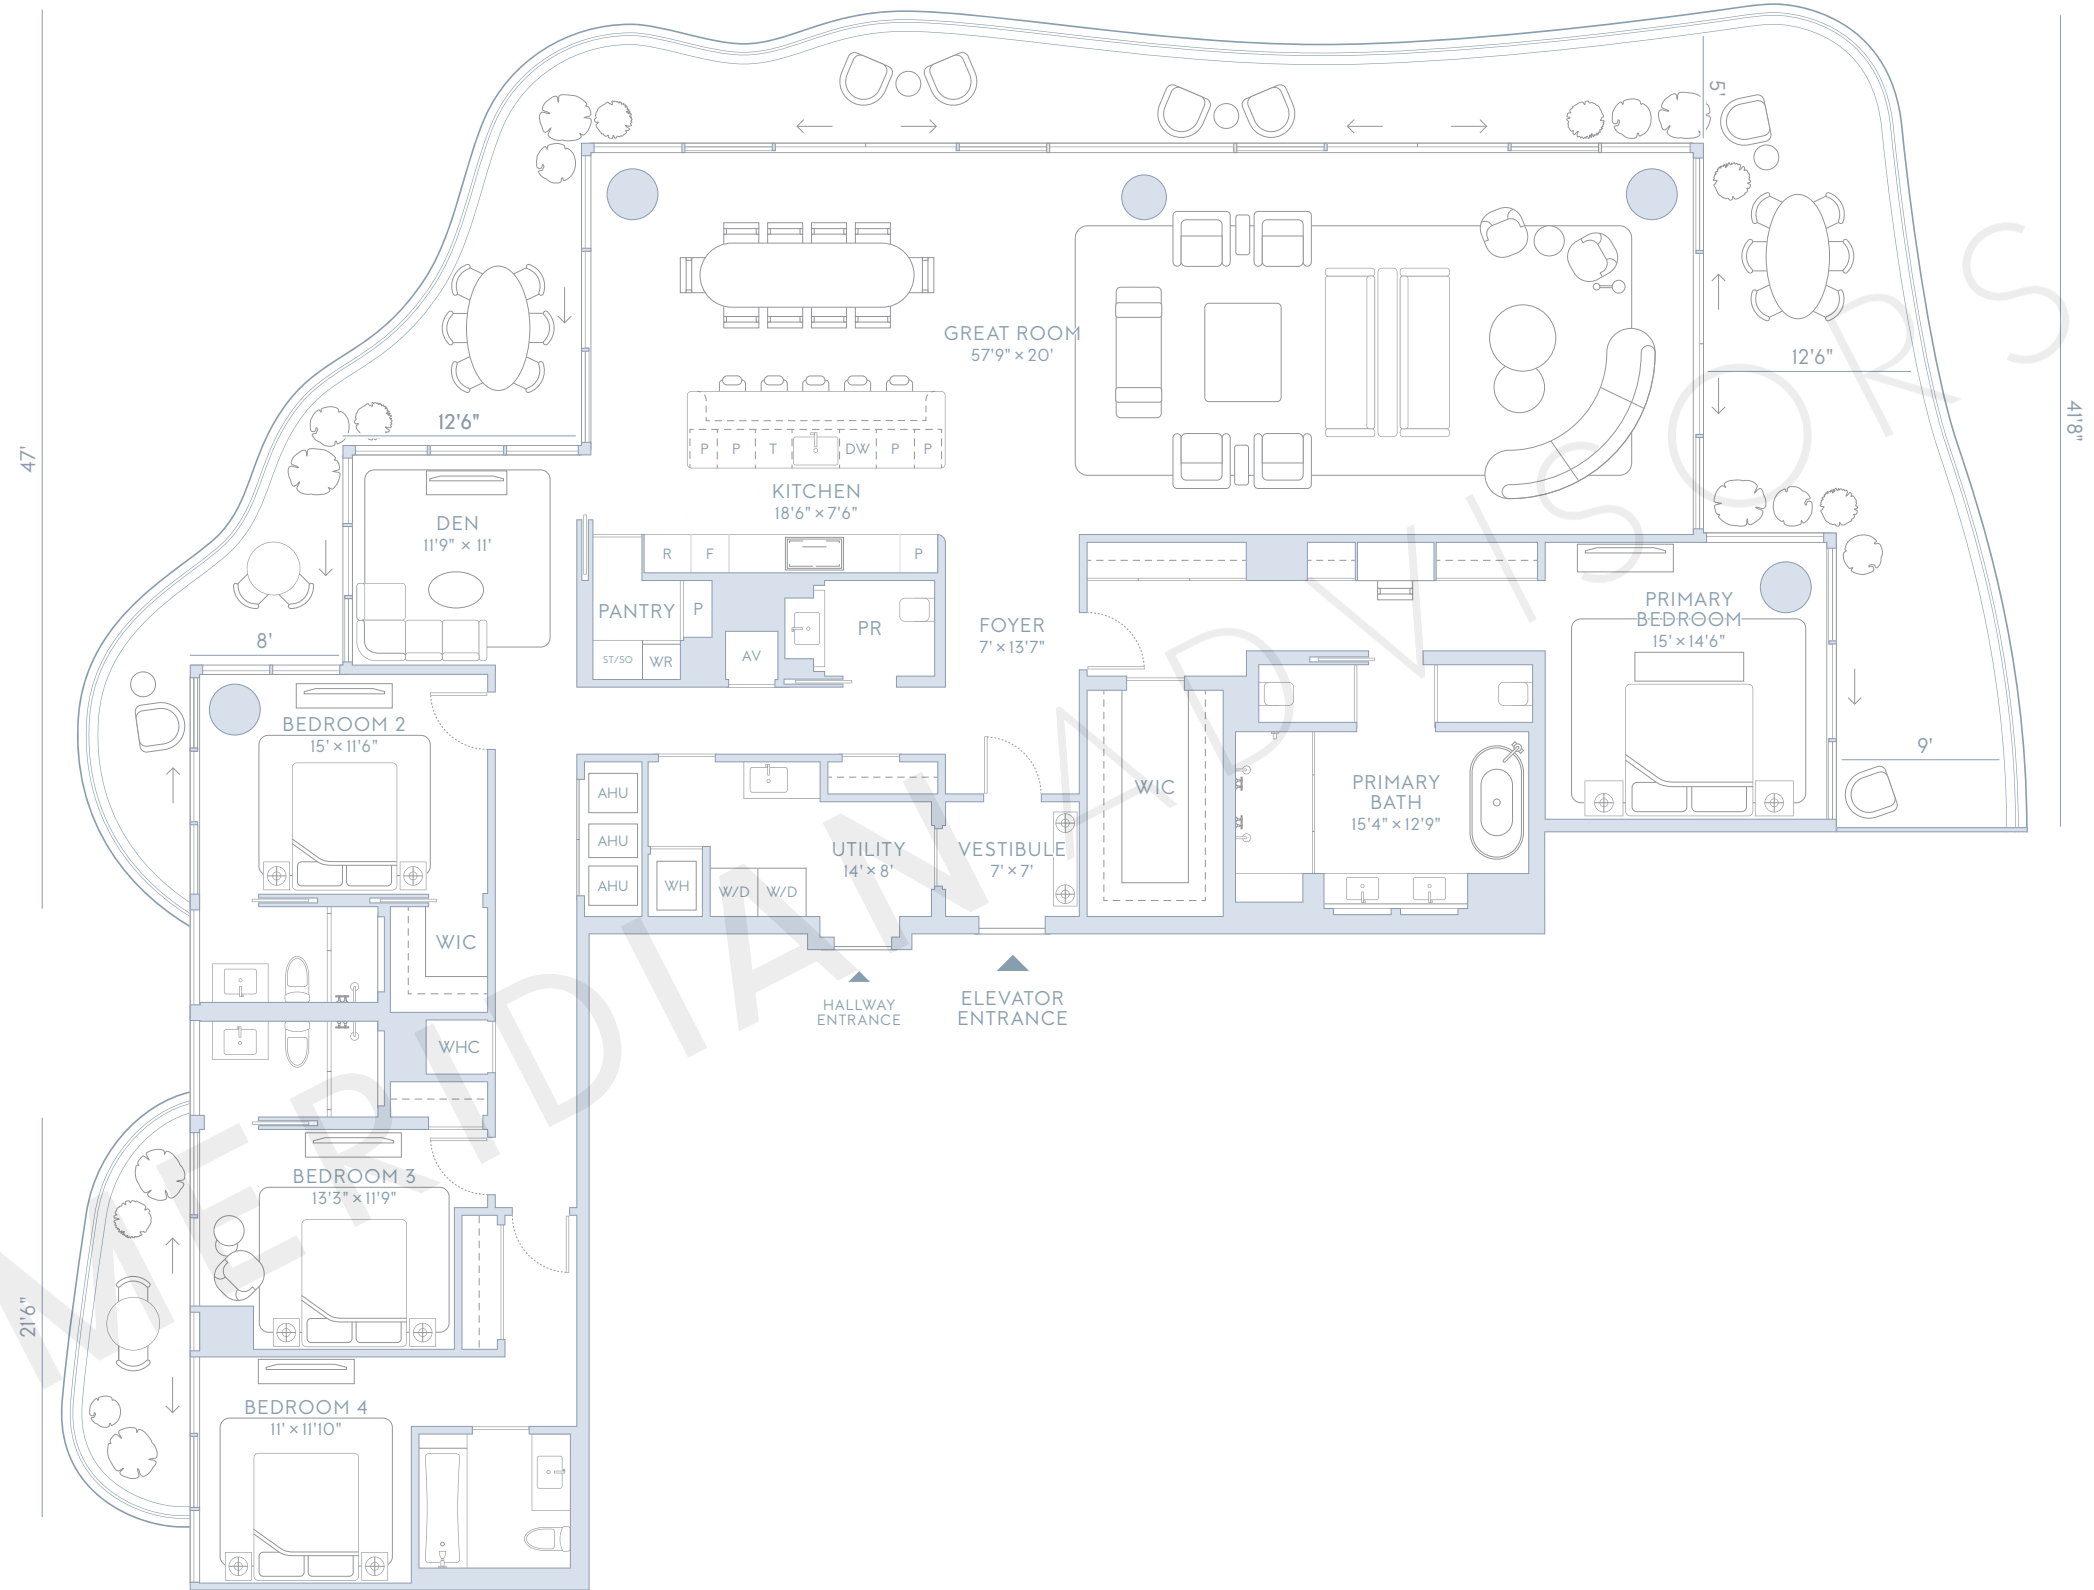 5'
GREAT ROOM
57'9" × 20'
12'6"
41'8"
12'6"
47'
P P T DW P P
KITCHEN
18'6" × 7'6"
DEN
11'9" × 11'
R F P
PANTRY
P
PR
FOYER
7' × 13'7"
PRIMARY
BEDROOM
15' × 14'6"
8'
ST/SO
WR
AV
BEDROOM 2
15' × 11'6"
9'
AHU
AHU
AHU
WH
W/D W/D
UTILITY
14' × 8'
VESTIBULE
7' × 7'
WIC
PRIMARY
BATH
15'4" × 12'9"
WIC
HALLWAY
ENTRANCE
ELEVATOR
ENTRANCE
WHC
BEDROOM 3
13'3" × 11'9"
21'6"
BEDROOM 4
11' × 11'10"
MERIDIAN ADVISORS